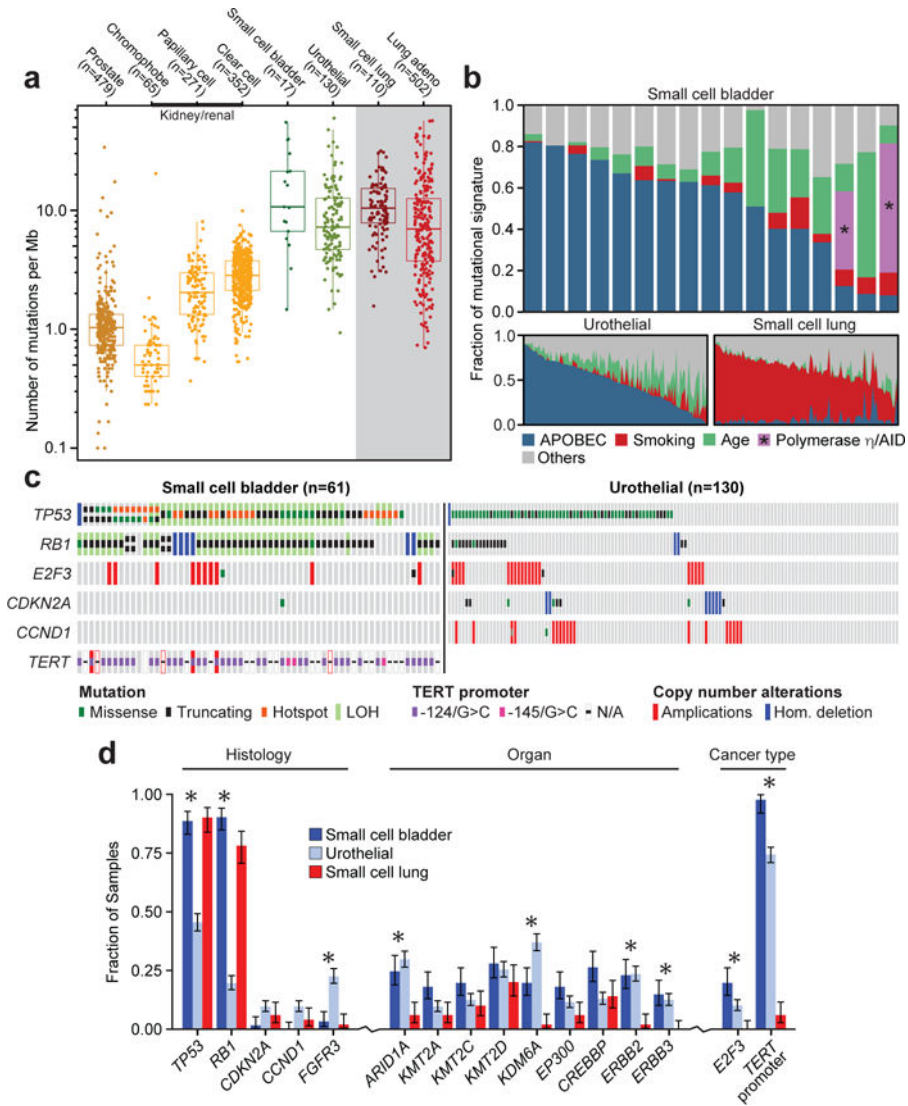 a
Prostate
(n=479)
Chromophobe
(n=65)
Papillary cell
(n=271)
Clear cell
(n=352)
Small cell bladder
(n=17)
Urothelial
(n=130)
Small cell lung
(n=110)
Lung adeno
(n=502)
Kidney/renal
Number of mutations per Mb
10.0
1.0
0.1
b
Small cell bladder
Fraction of mutational signature
1.0
0.8
0.6
0.4
0.2
0.0
*
*
Urothelial
Small cell lung
1.0
0.5
0.0
APOBEC Smoking Age * Polymerase η/AID
Others
c
Small cell bladder (n=61) Urothelial (n=130)
TP53
RB1
E2F3
CDKN2A
CCND1
TERT
Mutation TERT promoter Copy number alterations
Missense Truncating Hotspot LOH -124/G>C -145/G>C N/A Applications Hom. deletion
d
Histology Organ Cancer type
Fraction of Samples
1.00
0.75
0.50
0.25
0.00
Small cell bladder
Urothelial
Small cell lung
* * * * * * * * *
TP53
RB1
CDKN2A
CCND1
FGFR3
ARID1A
KMT2A
KMT2C
KMT2D
KDM6A
EP300
CREBBP
ERBB2
ERBB3
E2F3
TERT
promoter